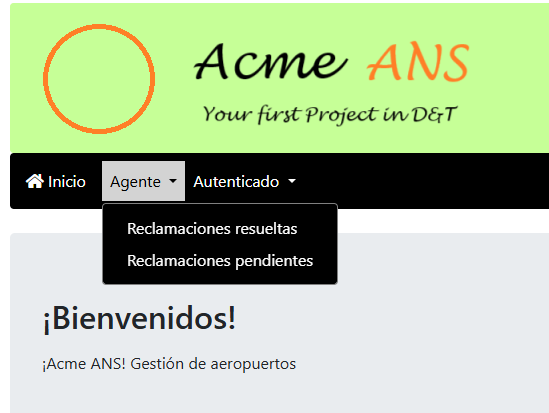 Acme ANS
Your first Project in D&T
Inicio Agente Autenticado
Reclamaciones resueltas
Reclamaciones pendientes
¡Bienvenidos!
¡Acme ANS! Gestión de aeropuertos